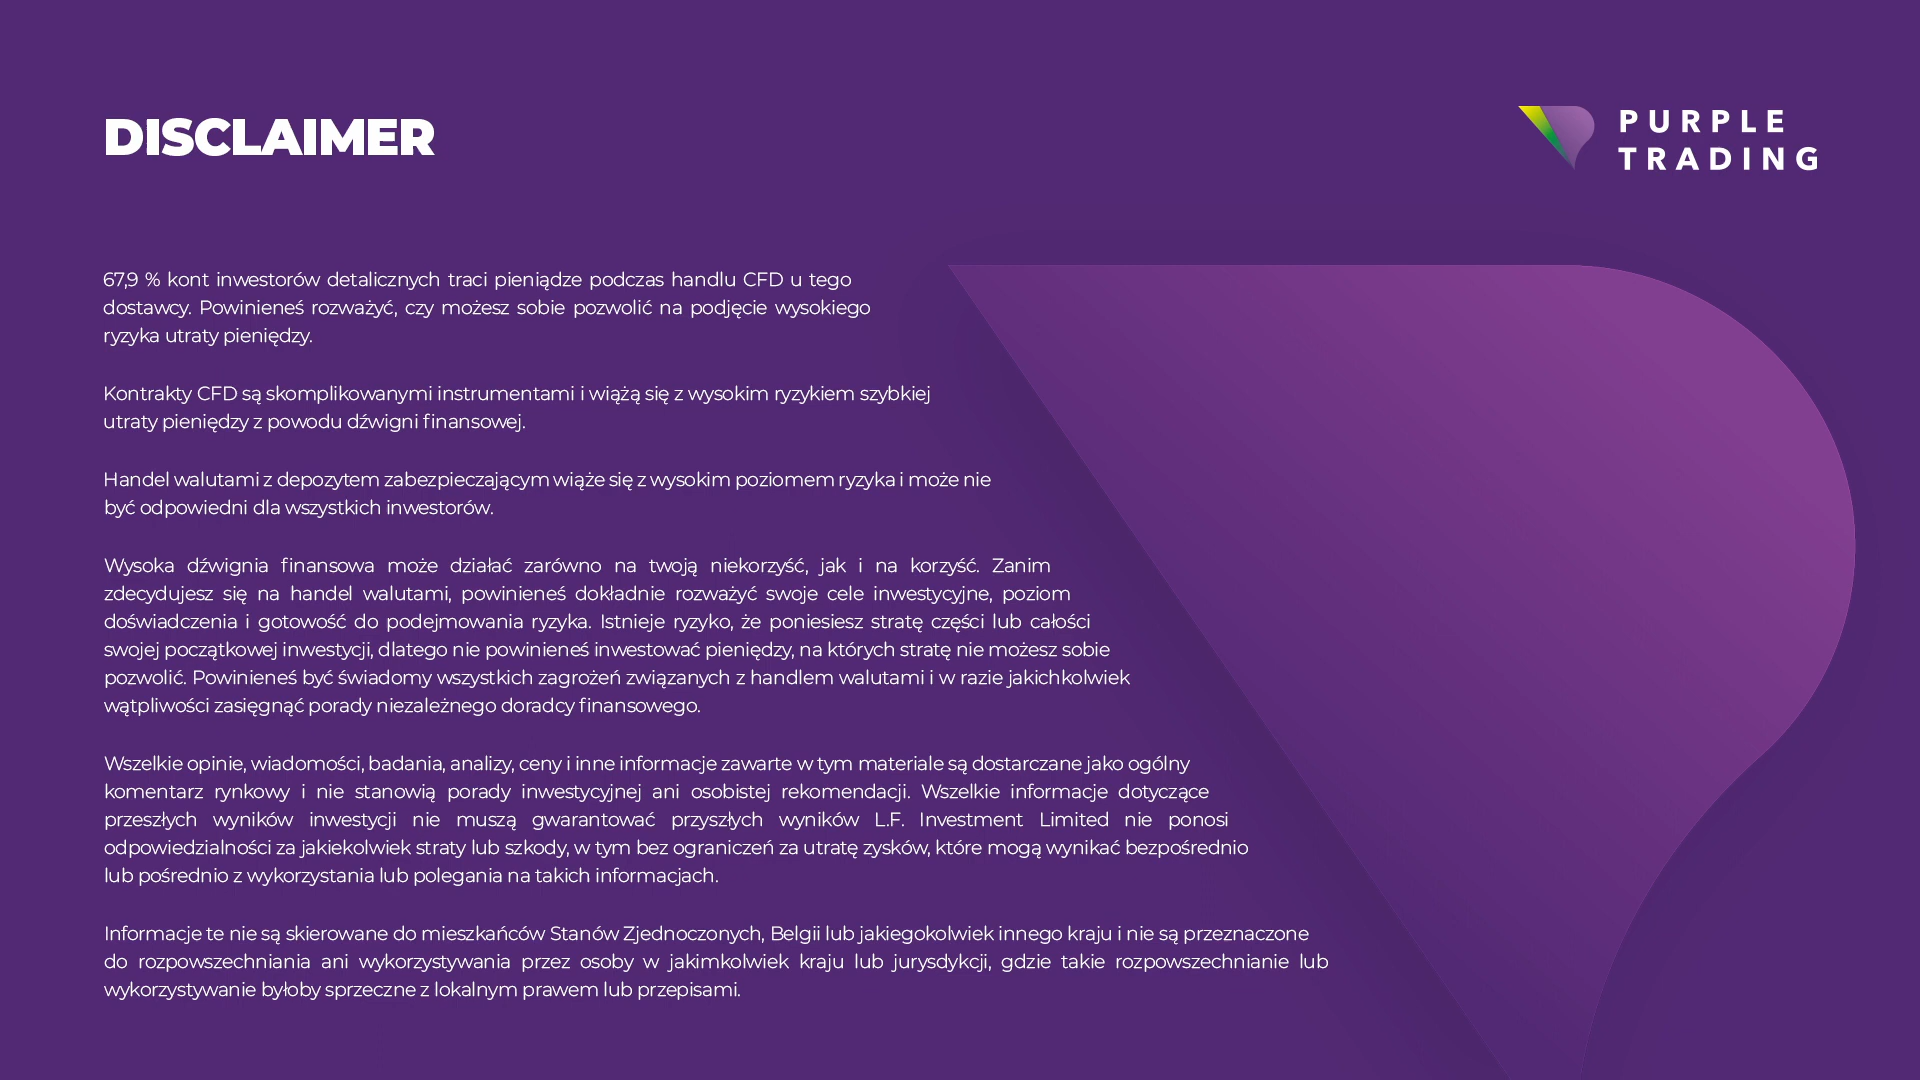 DISCLAIMER
PURPLE
TRADING
67,9 % kont inwestorów detalicznych traci pieniądze podczas handlu CFD u tego
dostawcy. Powinieneś rozważyć, czy możesz sobie pozwolić na podjęcie wysokiego
ryzyka utraty pieniędzy.
Kontrakty CFD są skomplikowanymi instrumentami i wiążą się z wysokim ryzykiem szybkiej
utraty pieniędzy z powodu dźwigni finansowej.
Handel walutami z depozytem zabezpieczającym wiąże się z wysokim poziomem ryzyka i może nie
być odpowiedni dla wszystkich inwestorów.
Wysoka dźwignia finansowa może działać zarówno na twoją niekorzyść, jak i na korzyść. Zanim
zdecydujesz się na handel walutami, powinieneś dokładnie rozważyć swoje cele inwestycyjne, poziom
doświadczenia i gotowość do podejmowania ryzyka. Istnieje ryzyko, że poniesiesz stratę części lub całości
swojej początkowej inwestycji, dlatego nie powinieneś inwestować pieniędzy, na których stratę nie możesz sobie
pozwolić. Powinieneś być świadomy wszystkich zagrożeń związanych z handlem walutami i w razie jakichkolwiek
wątpliwości zasięgnąć porady niezależnego doradcy finansowego.
Wszelkie opinie, wiadomości, badania, analizy, ceny i inne informacje zawarte w tym materiale są dostarczane jako ogólny
komentarz rynkowy i nie stanowią porady inwestycyjnej ani osobistej rekomendacji. Wszelkie informacje dotyczące
przeszłych wyników inwestycji nie muszą gwarantować przyszłych wyników L.F. Investment Limited nie ponosi
odpowiedzialności za jakiekolwiek straty lub szkody, w tym bez ograniczeń za utratę zysków, które mogą wynikać bezpośrednio
lub pośrednio z wykorzystania lub polegania na takich informacjach.
Informacje te nie są skierowane do mieszkańców Stanów Zjednoczonych, Belgii lub jakiegokolwiek innego kraju i nie są przeznaczone
do rozpowszechniania ani wykorzystywania przez osoby w jakimkolwiek kraju lub jurysdykcji, gdzie takie rozpowszechnianie lub
wykorzystywanie byłoby sprzeczne z lokalnym prawem lub przepisami.